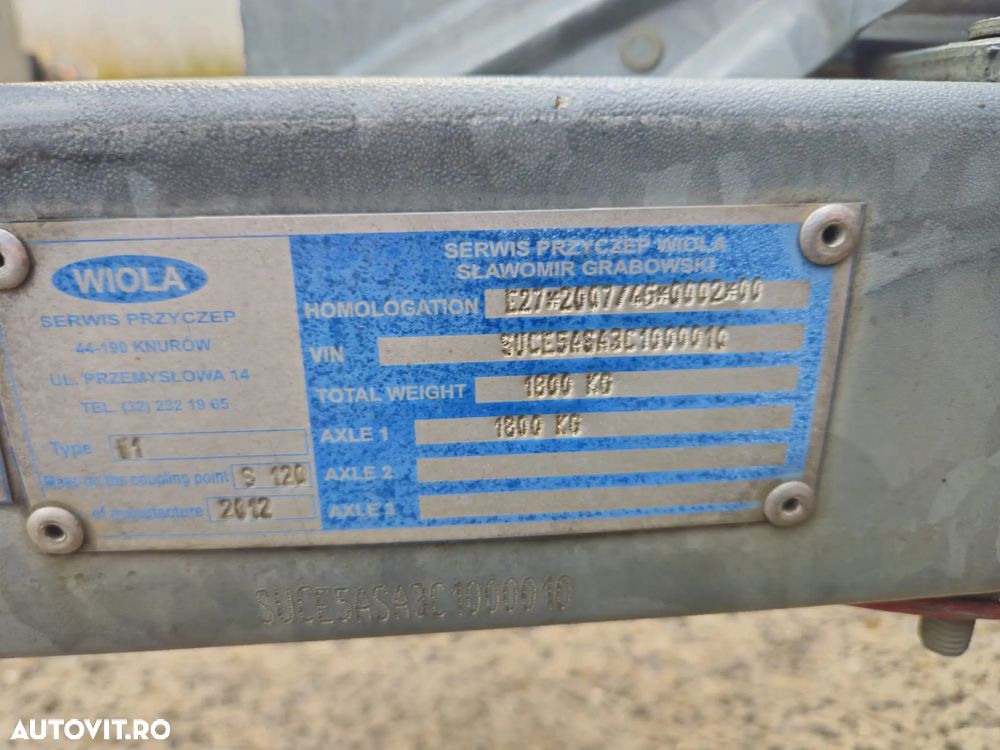 WIOLA
SERWIS PRZYCZEP
44-190 KNURÓW
UL. PRZEMYSŁOWA 14
TEL. (32) 232 19 65
Type E1
Mass on the coupling point S 120
of manufacture 2012
SERWIS PRZYCZEP WIOLA
SŁAWOMIR GRABOWSKI
HOMOLOGATION E27*2007/46*0002*00
VIN SUCE5ASA3C1000010
TOTAL WEIGHT 1800 KG
AXLE 1 1800 KG
AXLE 2
AXLE 3
SUCE5ASA3C1000010
AUTOVIT.RO